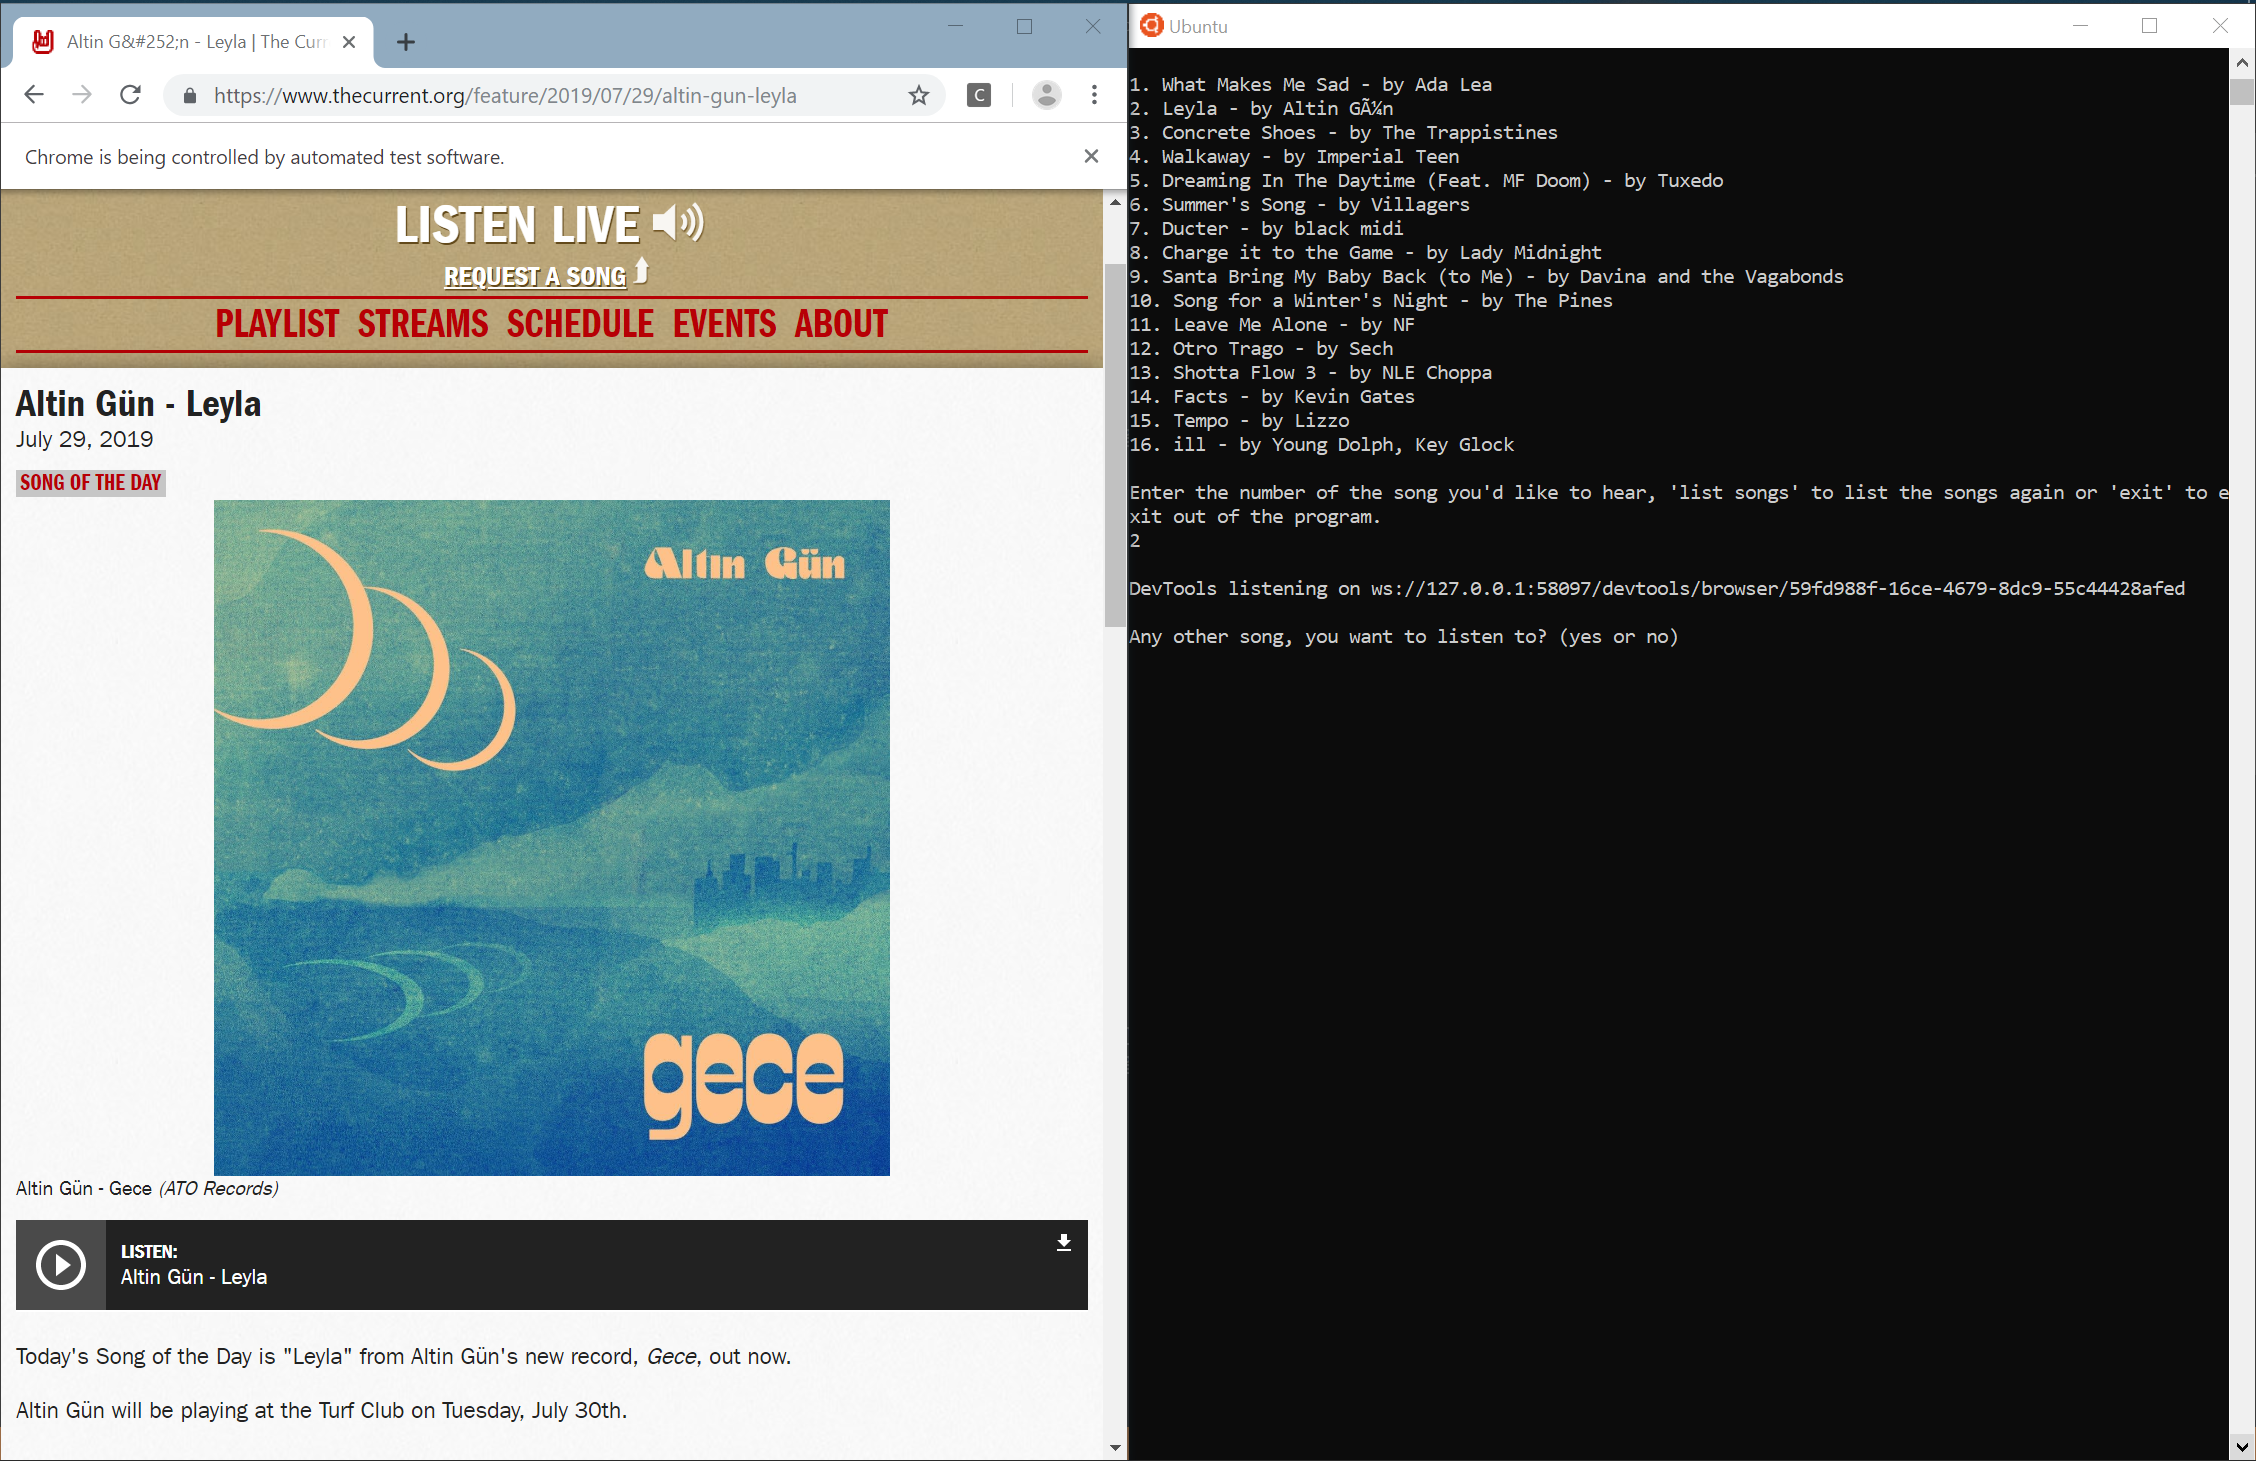 Altin G&#252;n - Leyla | The Curr
https://www.thecurrent.org/feature/2019/07/29/altin-gun-leyla
C
Chrome is being controlled by automated test software.
LISTEN LIVE
REQUEST A SONG
PLAYLIST STREAMS SCHEDULE EVENTS ABOUT
Altin Gün - Leyla
July 29, 2019
SONG OF THE DAY
Altin Gün
gece
Altin Gün - Gece (ATO Records)
LISTEN:
Altin Gün - Leyla
Today's Song of the Day is "Leyla" from Altin Gün's new record, Gece, out now.
Altin Gün will be playing at the Turf Club on Tuesday, July 30th.
Ubuntu
1. What Makes Me Sad - by Ada Lea
2. Leyla - by Altin GÃ¼n
3. Concrete Shoes - by The Trappistines
4. Walkaway - by Imperial Teen
5. Dreaming In The Daytime (Feat. MF Doom) - by Tuxedo
6. Summer's Song - by Villagers
7. Ducter - by black midi
8. Charge it to the Game - by Lady Midnight
9. Santa Bring My Baby Back (to Me) - by Davina and the Vagabonds
10. Song for a Winter's Night - by The Pines
11. Leave Me Alone - by NF
12. Otro Trago - by Sech
13. Shotta Flow 3 - by NLE Choppa
14. Facts - by Kevin Gates
15. Tempo - by Lizzo
16. ill - by Young Dolph, Key Glock
Enter the number of the song you'd like to hear, 'list songs' to list the songs again or 'exit' to e
xit out of the program.
2
DevTools listening on ws://127.0.0.1:58097/devtools/browser/59fd988f-16ce-4679-8dc9-55c44428afed
Any other song, you want to listen to? (yes or no)